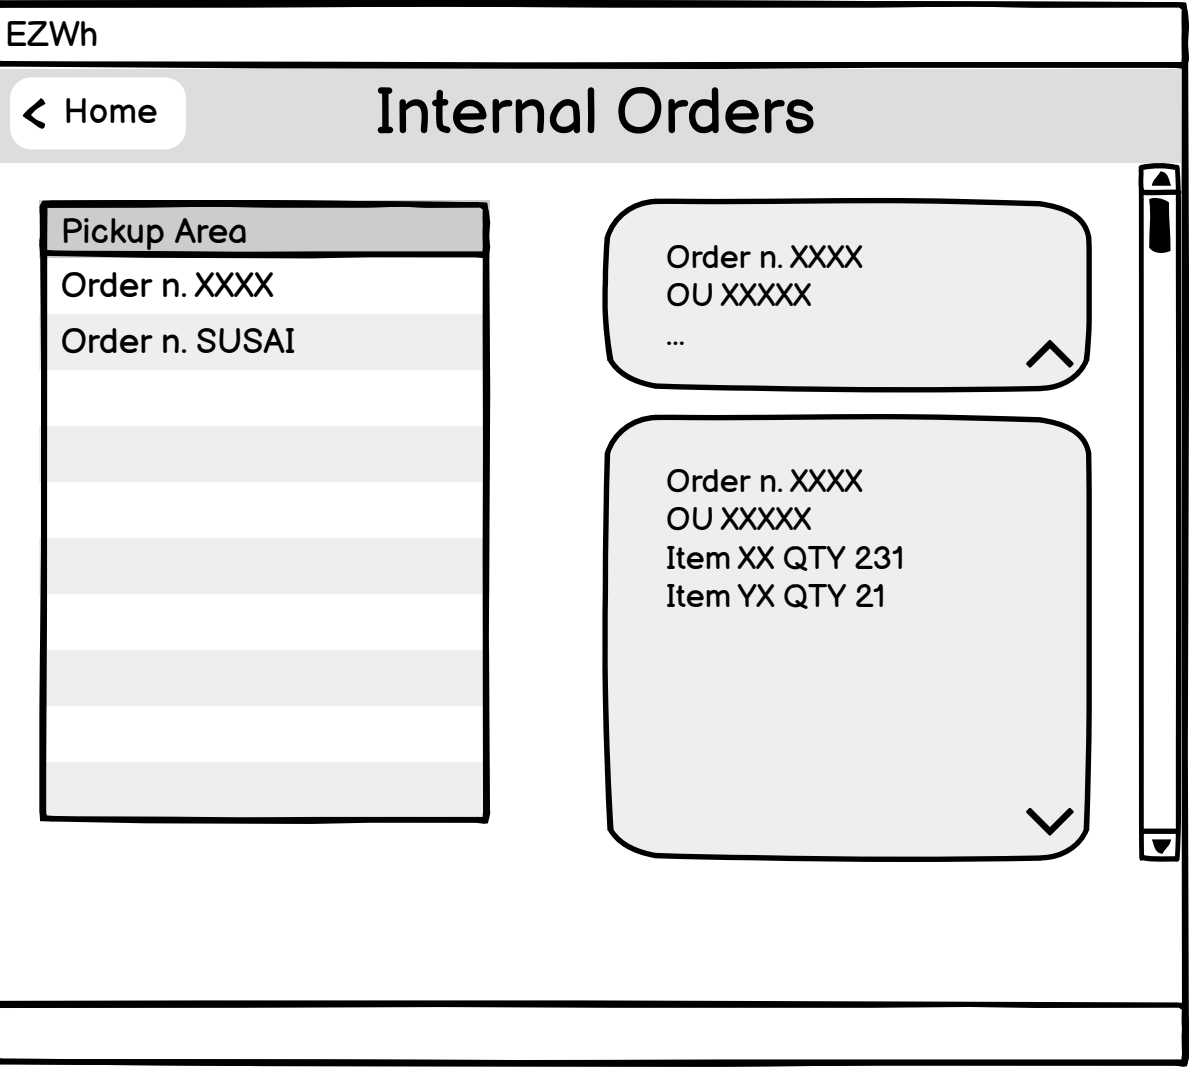 EZWh
Home
Internal Orders
Pickup Area
Order n. XXXX
Order n. SUSAI
Order n. XXXX
OU XXXXX
...
Order n. XXXX
OU XXXXX
Item XX QTY 231
Item YX QTY 21